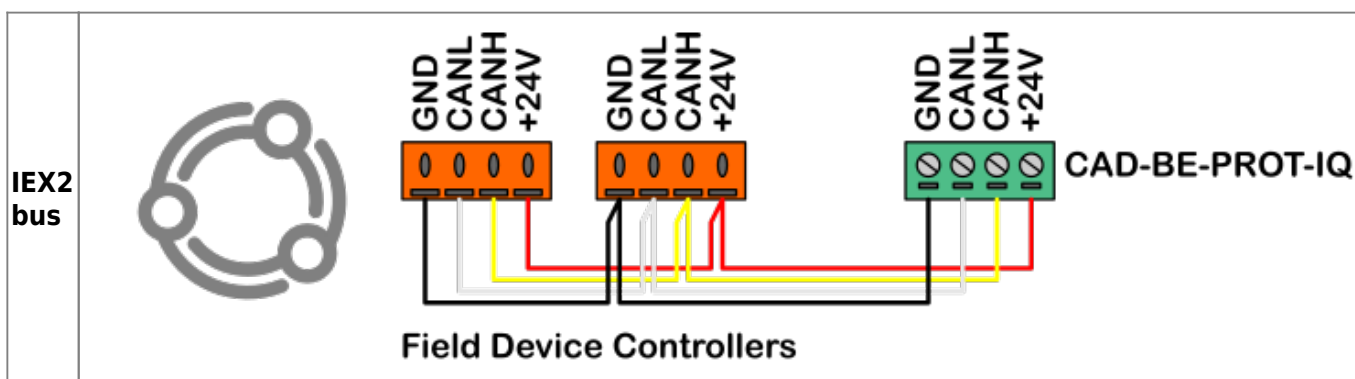 IEX2
bus
GND CANL CANH +24V
GND CANL CANH +24V
GND CANL CANH +24V
CAD-BE-PROT-IQ
Field Device Controllers